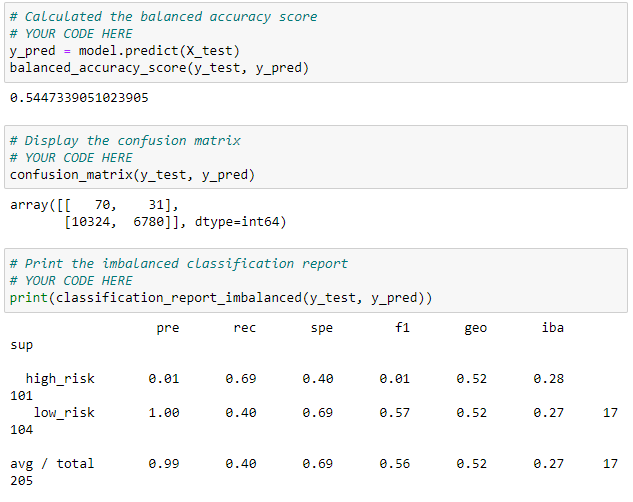 # Calculated the balanced accuracy score
# YOUR CODE HERE
y_pred = model.predict(X_test)
balanced_accuracy_score(y_test, y_pred)
0.5447339051023905
# Display the confusion matrix
# YOUR CODE HERE
confusion_matrix(y_test, y_pred)
array([[   70,    31],
       [10324,  6780]], dtype=int64)
# Print the imbalanced classification report
# YOUR CODE HERE
print(classification_report_imbalanced(y_test, y_pred))
                   pre       rec       spe        f1       geo       iba
sup
  high_risk       0.01      0.69      0.40      0.01      0.52      0.28
101
   low_risk       1.00      0.40      0.69      0.57      0.52      0.27     17
104
avg / total       0.99      0.40      0.69      0.56      0.52      0.27     17
205